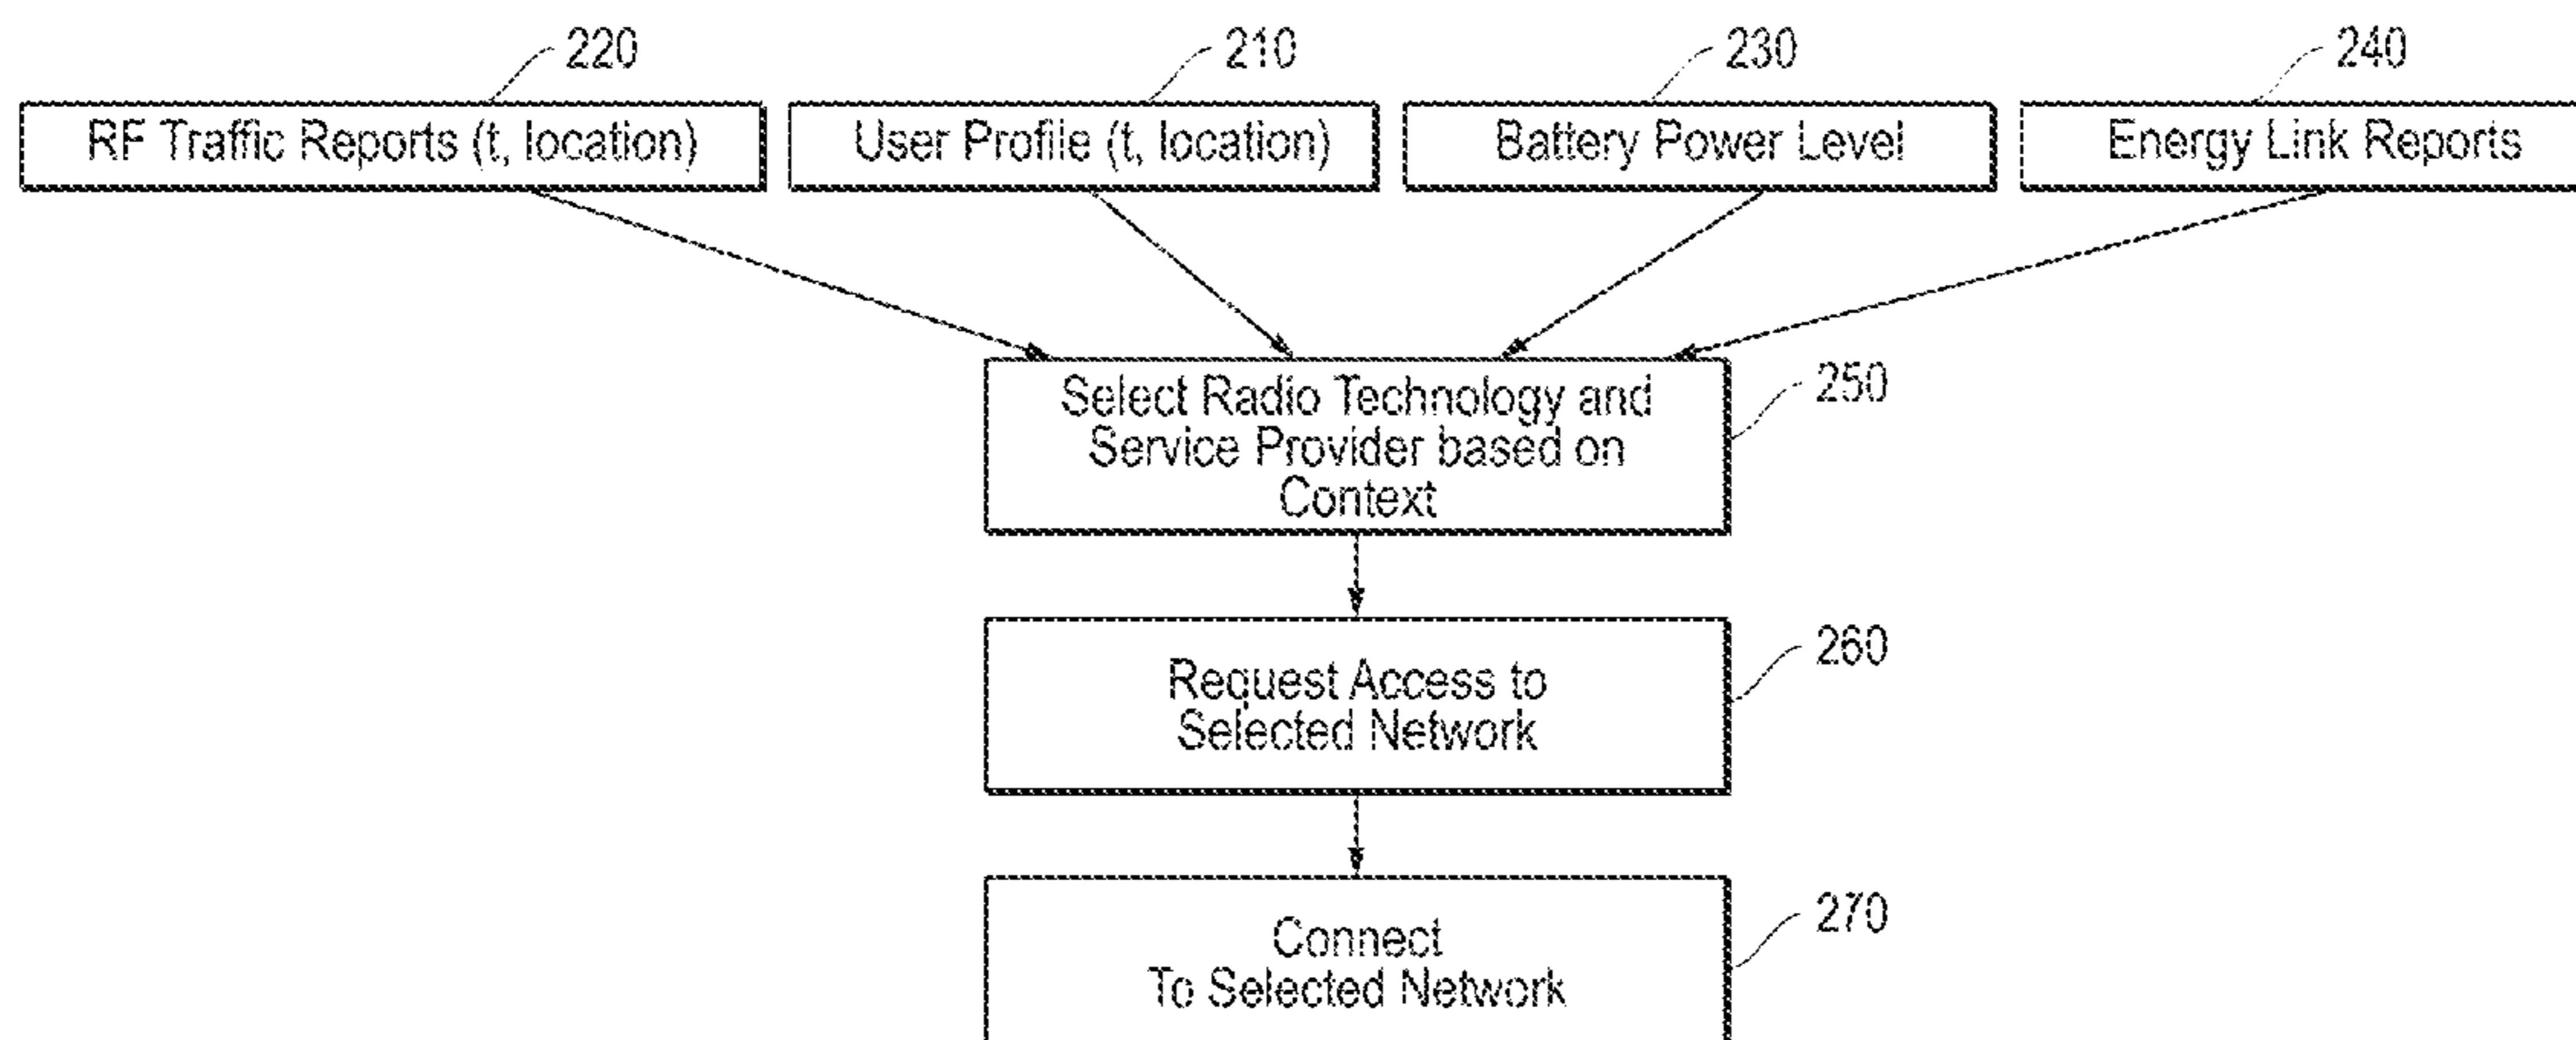 220
210
230
240
RF Traffic Reports (t, location)
User Profile (t, location)
Battery Power Level
Energy Link Reports
Select Radio Technology and
Service Provider based on
Context
250
Request Access to
Selected Network
260
Connect
To Selected Network
270